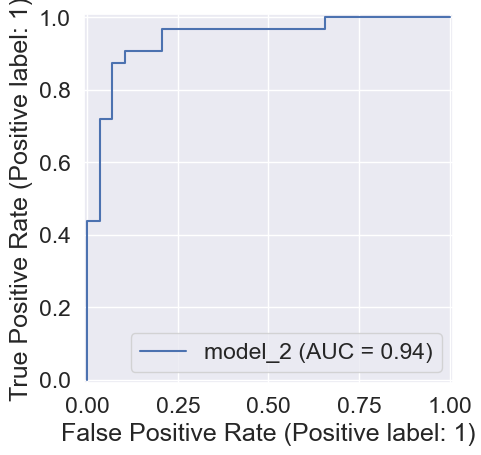 True Positive Rate (Positive label: 1)
1.0
0.8
0.6
0.4
0.2
0.0
model_2 (AUC = 0.94)
0.00 0.25 0.50 0.75 1.00
False Positive Rate (Positive label: 1)